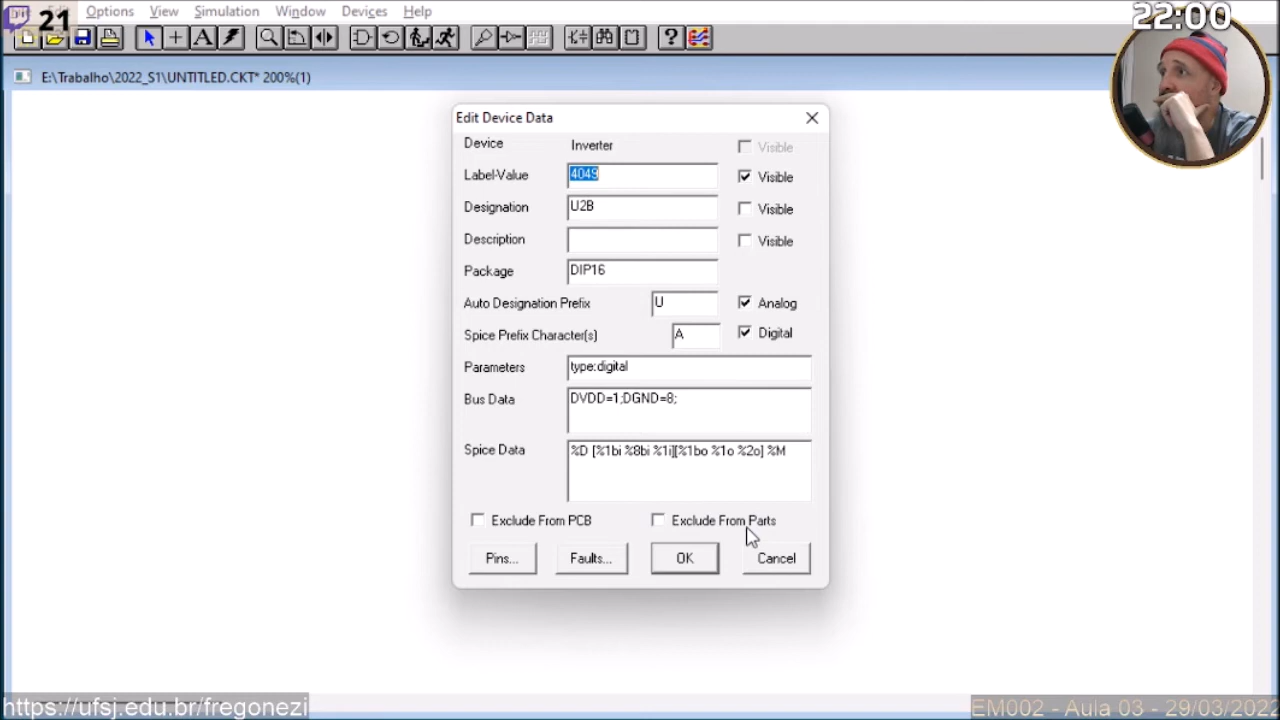 21
Options View Simulation Window Devices Help
22:00
E:\Trabalho\2022_S1\UNTITLED.CKT* 200%(1)
Edit Device Data
Device Inverter Visible
Label-Value 4049 Visible
Designation U2B Visible
Description Visible
Package DIP16
Auto Designation Prefix U Analog
Spice Prefix Character(s) A Digital
Parameters type:digital
Bus Data DVDD=1;DGND=8;
Spice Data %D [%1bi %8bi %1i][%1bo %1o %2o] %M
Exclude From PCB Exclude From Parts
Pins... Faults... OK Cancel
https://ufsj.edu.br/fregonezi
EM002 - Aula 03 - 29/03/2022